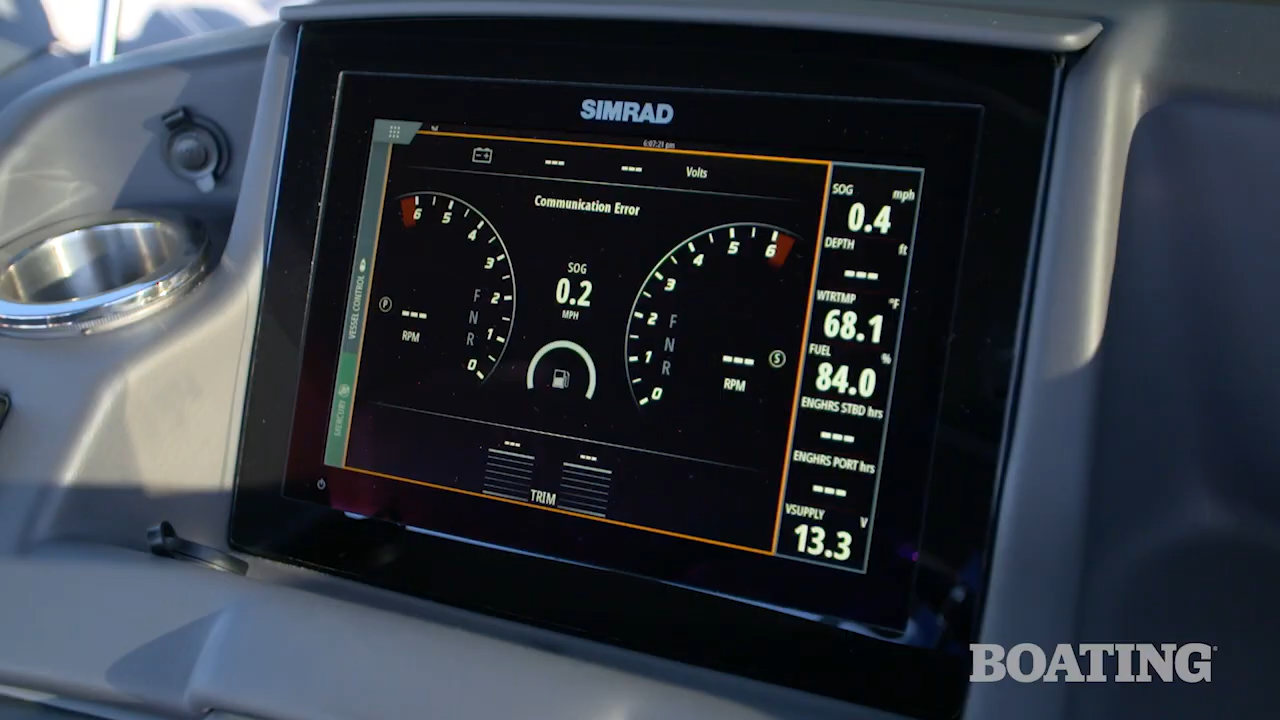 SIMRAD
6:07:21 pm
--- --- Volts
Communication Error
6 5 4 3 2 1 0
F
N
R
P
---
RPM
SOG
0.2
MPH
6 5 4 3 2 1 0
F
N
R
---
RPM
S
--- ---
TRIM
VESSEL CONTROL
MERCURY
SOG mph
0.4
DEPTH ft
---
WTRTMP °F
68.1
FUEL %
84.0
ENGHRS STBD hrs
---
ENGHRS PORT hrs
---
VSUPPLY V
13.3
BOATING